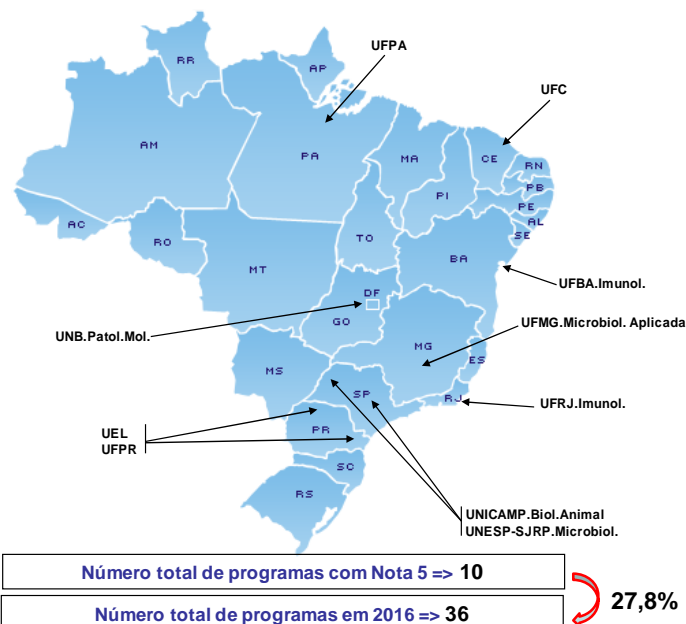 UFPA
UFC
RR
AP
AM
PA
MA
CE
RN
PB
PI
PE
AL
SE
AC
RO
TO
BA
MT
UFBA.Imunol.
DF
UFMG.Microbiol. Aplicada
GO
UNB.Patol.Mol.
MG
ES
MS
SP
RJ
UFRJ.Imunol.
PR
UEL
UFPR
SC
RS
UNICAMP.Biol.Animal
UNESP-SJRP.Microbiol.
Número total de programas com Nota 5 => 10
27,8%
Número total de programas em 2016 => 36